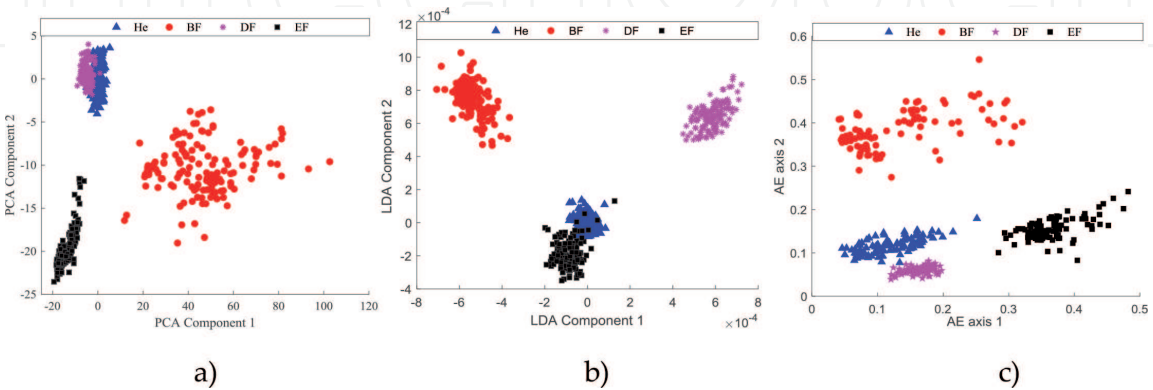 He BF DF EF
5
0
-5
-10
-15
-20
-25
PCA Component 2
-20 0 20 40 60 80 100 120
PCA Component 1
a)
×10⁻⁴
12
He BF DF EF
10
8
6
4
2
0
-2
-4
LDA Component 2
-8 -6 -4 -2 0 2 4 6 8
×10⁻⁴
LDA Component 1
b)
0.6
He BF DF EF
0.5
0.4
0.3
0.2
0.1
0
AE axis 2
0 0.1 0.2 0.3 0.4 0.5
AE axis 1
c)